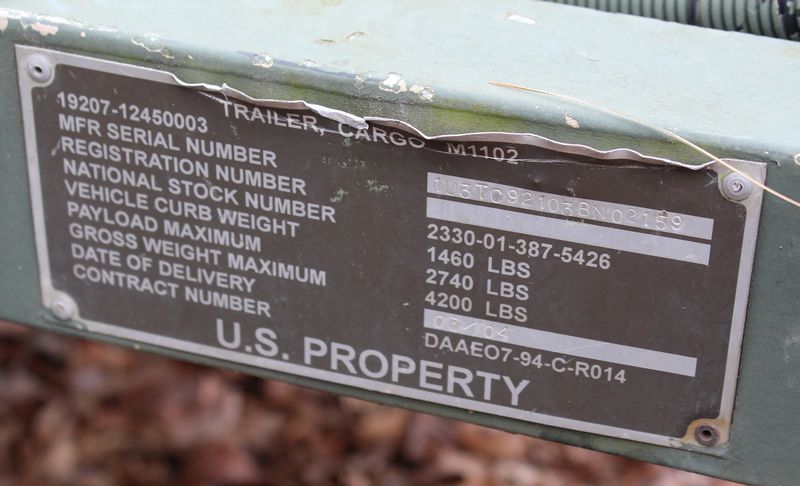 TRAILER, CARGO M1102
19207-12450003
MFR SERIAL NUMBER 1U3TC92103BN02159
REGISTRATION NUMBER
NATIONAL STOCK NUMBER 2330-01-387-5426
VEHICLE CURB WEIGHT 1460 LBS
PAYLOAD MAXIMUM 2740 LBS
GROSS WEIGHT MAXIMUM 4200 LBS
DATE OF DELIVERY 03/04
CONTRACT NUMBER DAAEO7-94-C-R014
U.S. PROPERTY